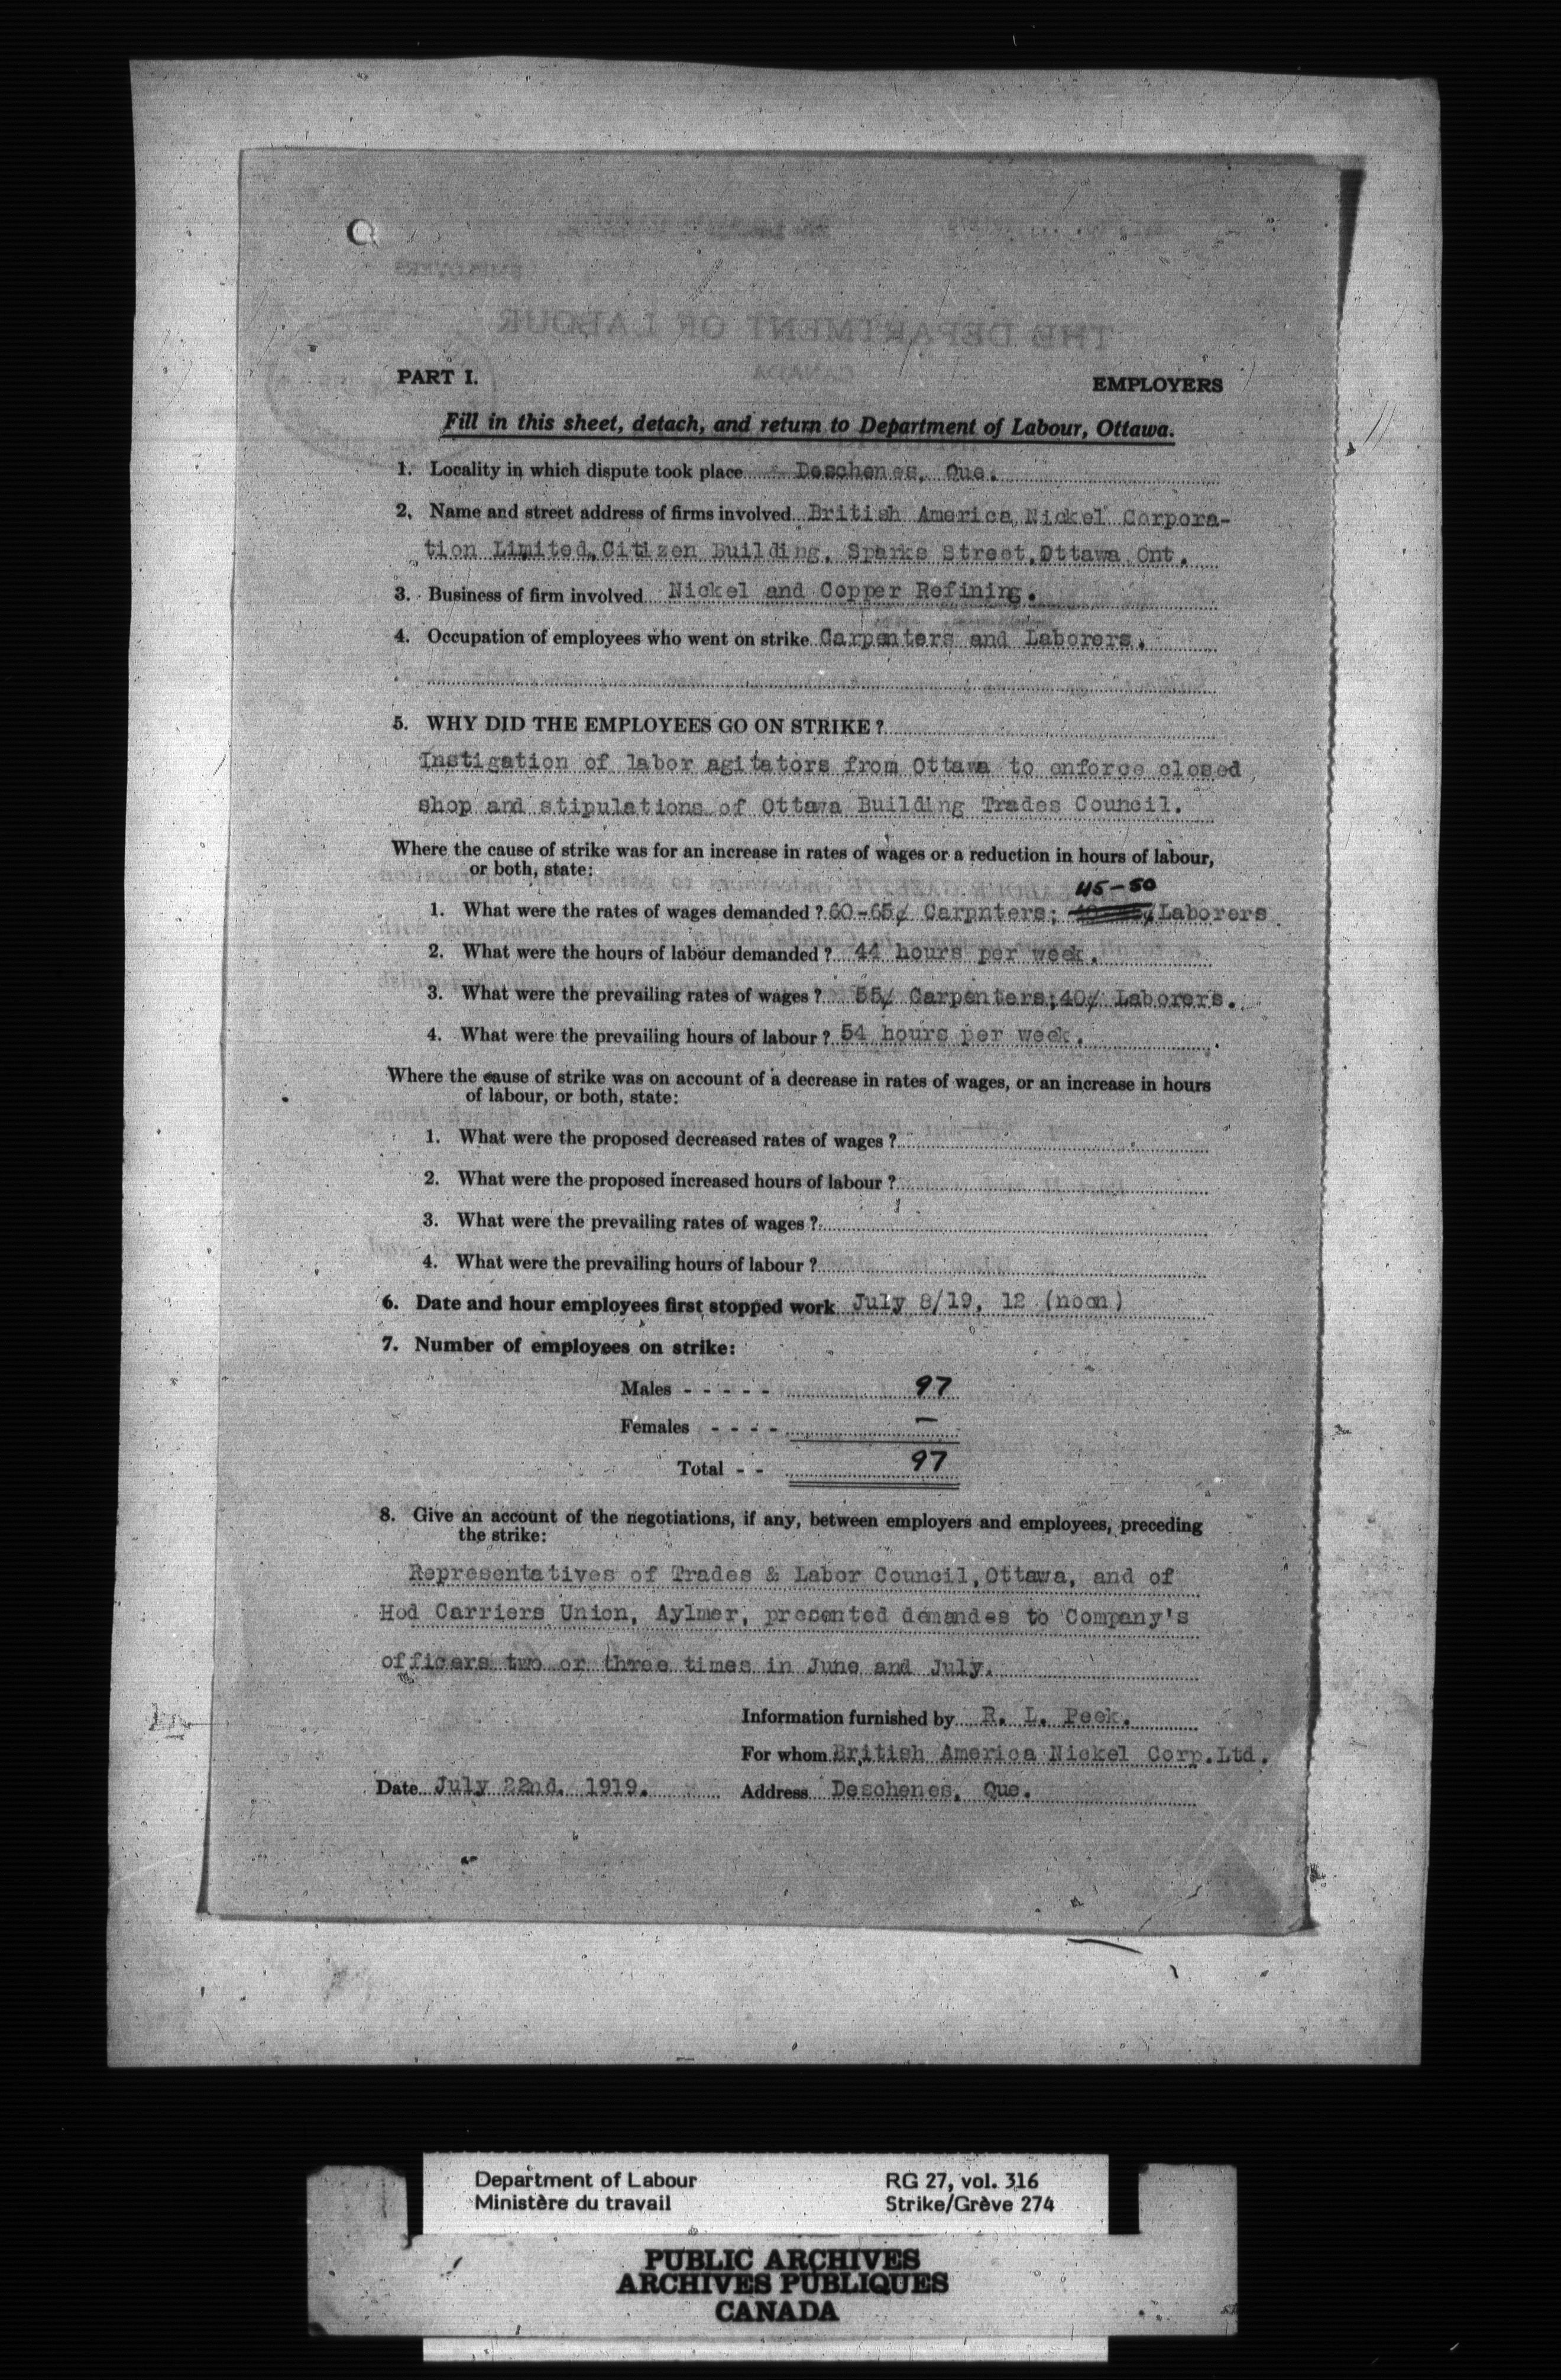 PART I.
EMPLOYERS
Fill in this sheet, detach, and return to Department of Labour, Ottawa.
1. Locality in which dispute took place Deschenes, Que.
2. Name and street address of firms involved British America Nickel Corpora-
tion Limited, Citizen Building, Sparks Street, Ottawa Ont.
3. Business of firm involved Nickel and Copper Refining.
4. Occupation of employees who went on strike Carpenters and Laborers.
5. WHY DID THE EMPLOYEES GO ON STRIKE?
Instigation of labor agitators from Ottawa to enforce closed
shop and stipulations of Ottawa Building Trades Council.
Where the cause of strike was for an increase in rates of wages or a reduction in hours of labour,
or both, state:
45-50
1. What were the rates of wages demanded? 60-65¢ Carpnters; ¢ Laborers
2. What were the hours of labour demanded? 44 hours per week.
3. What were the prevailing rates of wages? 55¢ Carpenters; 40¢ Laborers.
4. What were the prevailing hours of labour? 54 hours per week.
Where the cause of strike was on account of a decrease in rates of wages, or an increase in hours
of labour, or both, state:
1. What were the proposed decreased rates of wages?
2. What were the proposed increased hours of labour?
3. What were the prevailing rates of wages?
4. What were the prevailing hours of labour?
6. Date and hour employees first stopped work July 8/19, 12 (noon)
7. Number of employees on strike:
Males - - - - - 97
Females - - - - —
Total - - 97
8. Give an account of the negotiations, if any, between employers and employees, preceding
the strike:
Representatives of Trades & Labor Council, Ottawa, and of
Hod Carriers Union, Aylmer, presented demandes to Company's
officers two or three times in June and July.
Information furnished by R. L. Peek.
For whom British America Nickel Corp. Ltd.
Date July 22nd. 1919. Address Deschenes, Que.
Department of Labour RG 27, vol. 316
Ministère du travail Strike/Grève 274
PUBLIC ARCHIVES
ARCHIVES PUBLIQUES
CANADA